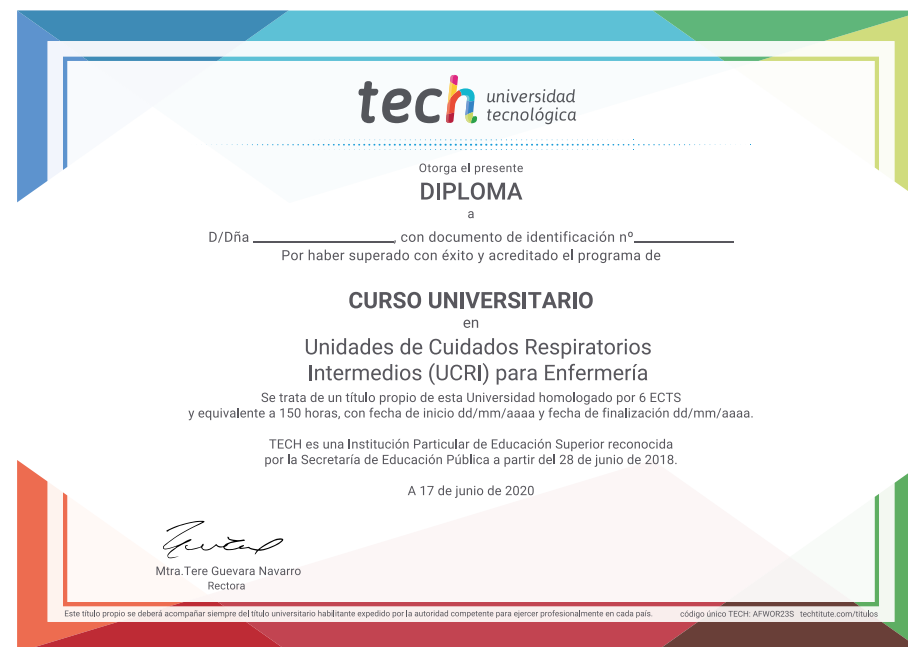 tech universidad
tecnológica
Otorga el presente
DIPLOMA
a
D/Dña ____________________, con documento de identificación nº______________
Por haber superado con éxito y acreditado el programa de
CURSO UNIVERSITARIO
en
Unidades de Cuidados Respiratorios
Intermedios (UCRI) para Enfermería
Se trata de un título propio de esta Universidad homologado por 6 ECTS
y equivalente a 150 horas, con fecha de inicio dd/mm/aaaa y fecha de finalización dd/mm/aaaa.
TECH es una Institución Particular de Educación Superior reconocida
por la Secretaría de Educación Pública a partir del 28 de junio de 2018.
A 17 de junio de 2020
Mtra.Tere Guevara Navarro
Rectora
Este título propio se deberá acompañar siempre del título universitario habilitante expedido por la autoridad competente para ejercer profesionalmente en cada país. código único TECH: AFWOR23S techtitute.com/titulos